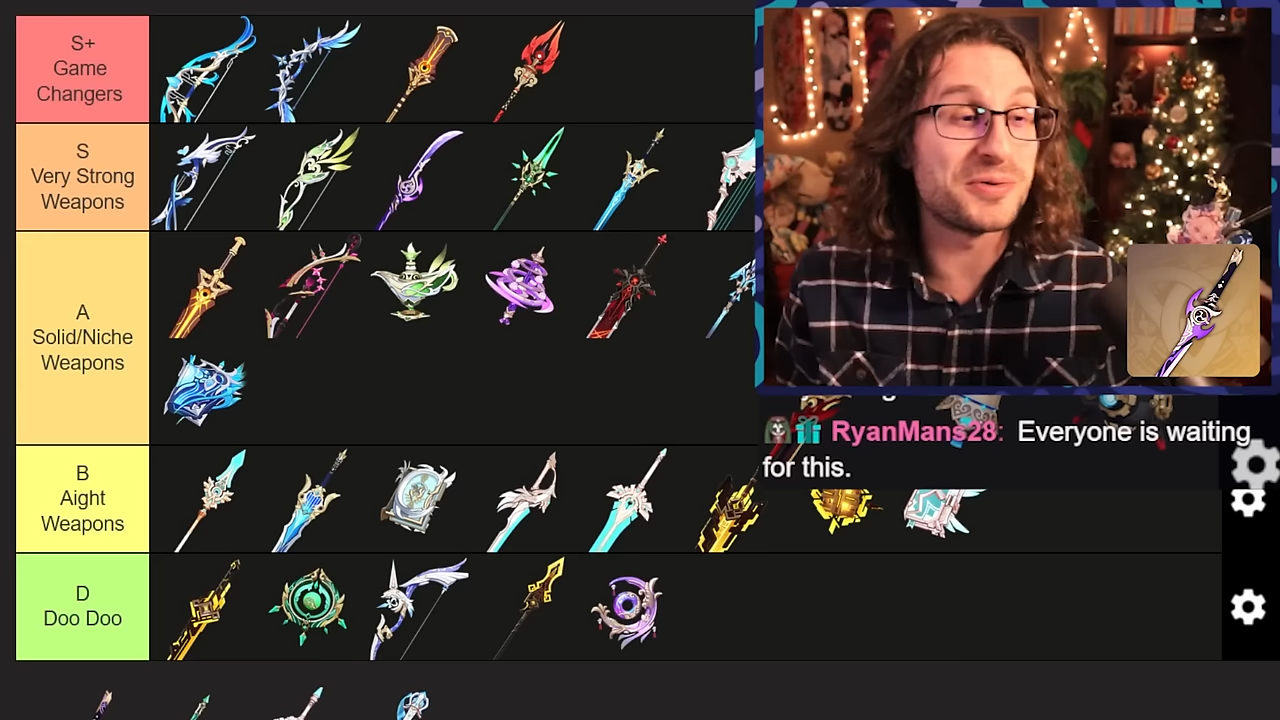 S+
Game
Changers
S
Very Strong
Weapons
A
Solid/Niche
Weapons
RyanMans28: Everyone is waiting
for this.
B
Aight
Weapons
D
Doo Doo